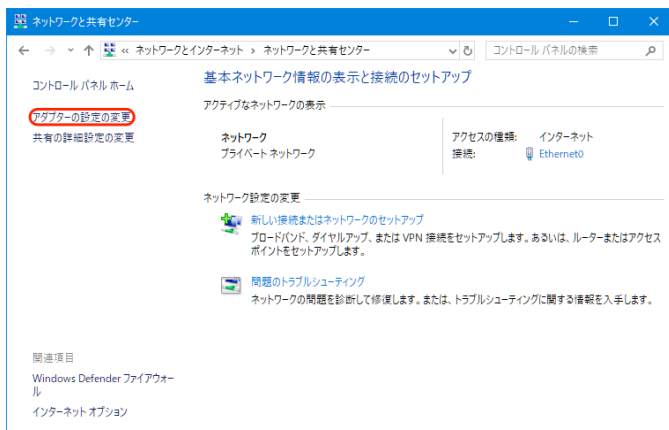 ネットワークと共有センター
« ネットワークとインターネット › ネットワークと共有センター
コントロール パネルの検索
コントロール パネル ホーム
アダプターの設定の変更
共有の詳細設定の変更
基本ネットワーク情報の表示と接続のセットアップ
アクティブなネットワークの表示
ネットワーク
プライベート ネットワーク
アクセスの種類: インターネット
接続: Ethernet0
ネットワーク設定の変更
新しい接続またはネットワークのセットアップ
ブロードバンド、ダイヤルアップ、または VPN 接続をセットアップします。あるいは、ルーターまたはアクセス
ポイントをセットアップします。
問題のトラブルシューティング
ネットワークの問題を診断して修復します。または、トラブルシューティングに関する情報を入手します。
関連項目
Windows Defender ファイアウォー
ル
インターネット オプション